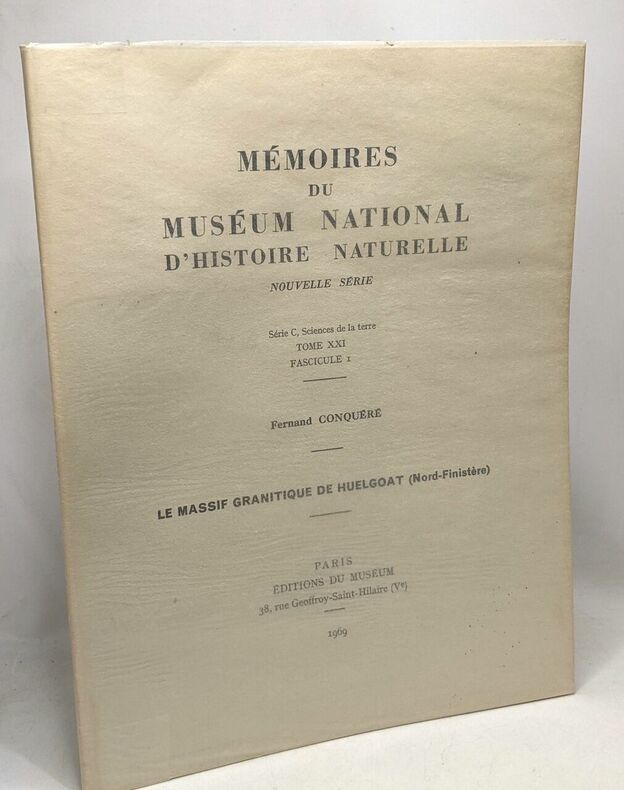 MÉMOIRES
DU
MUSÉUM NATIONAL
D'HISTOIRE NATURELLE
NOUVELLE SÉRIE
Série C, Sciences de la terre
TOME XXI
FASCICULE 1
Fernand CONQUÉRÉ
LE MASSIF GRANITIQUE DE HUELGOAT (Nord-Finistère)
PARIS
ÉDITIONS DU MUSÉUM
38, rue Geoffroy-Saint-Hilaire (Vᵉ)
1969